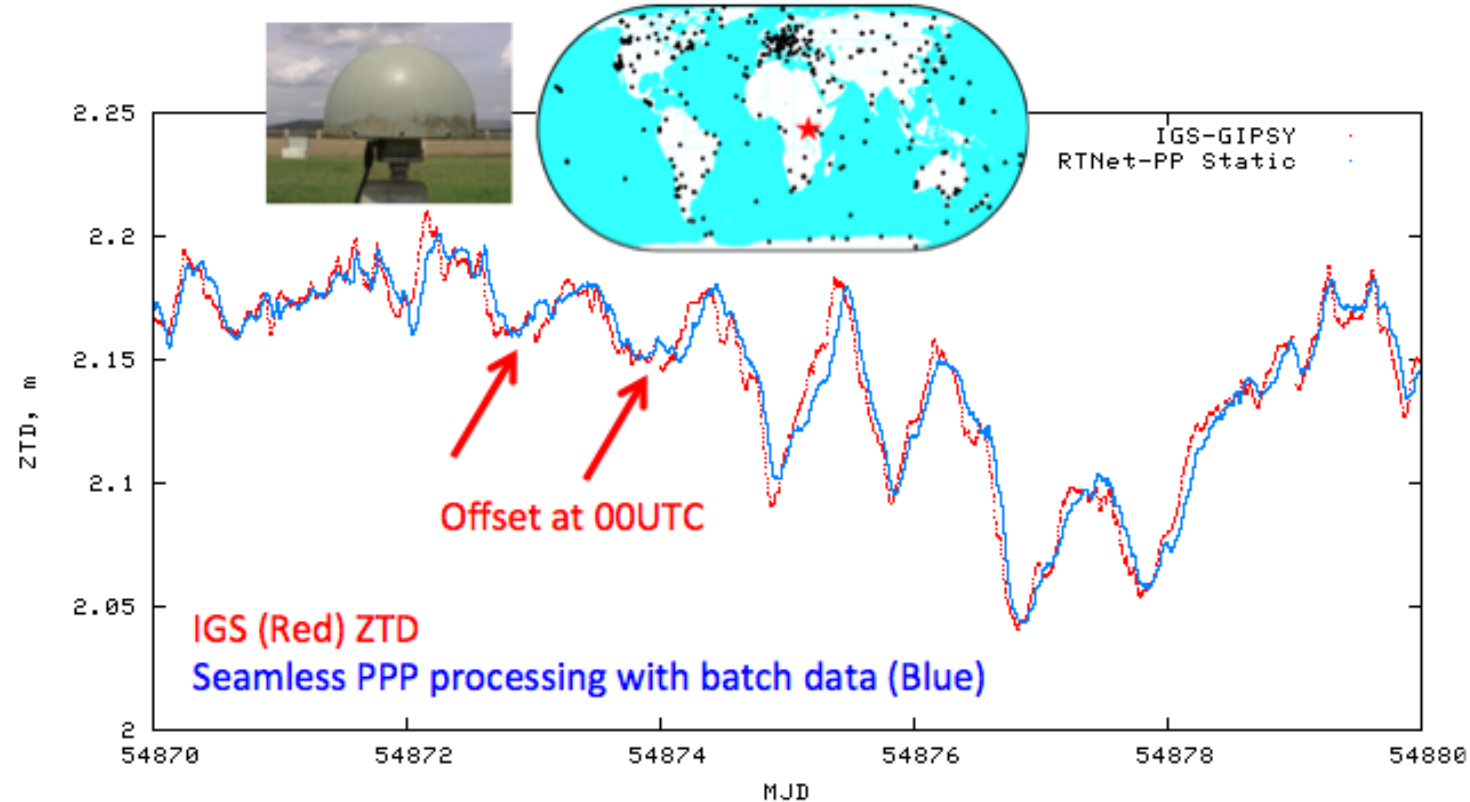 2.25
2.2
2.15
2.1
2.05
2
ZTD, m
IGS-GIPSY
RTNet-PP Static
Offset at 00UTC
IGS (Red) ZTD
Seamless PPP processing with batch data (Blue)
54870
54872
54874
54876
54878
54880
MJD